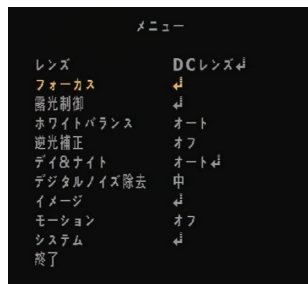 メニュー
レンズ DCレンズ↲
フォーカス ↲
露光制御 ↲
ホワイトバランス オート
逆光補正 オフ
デイ&ナイト オート↲
デジタルノイズ除去 中
イメージ ↲
モーション オフ
システム ↲
終了